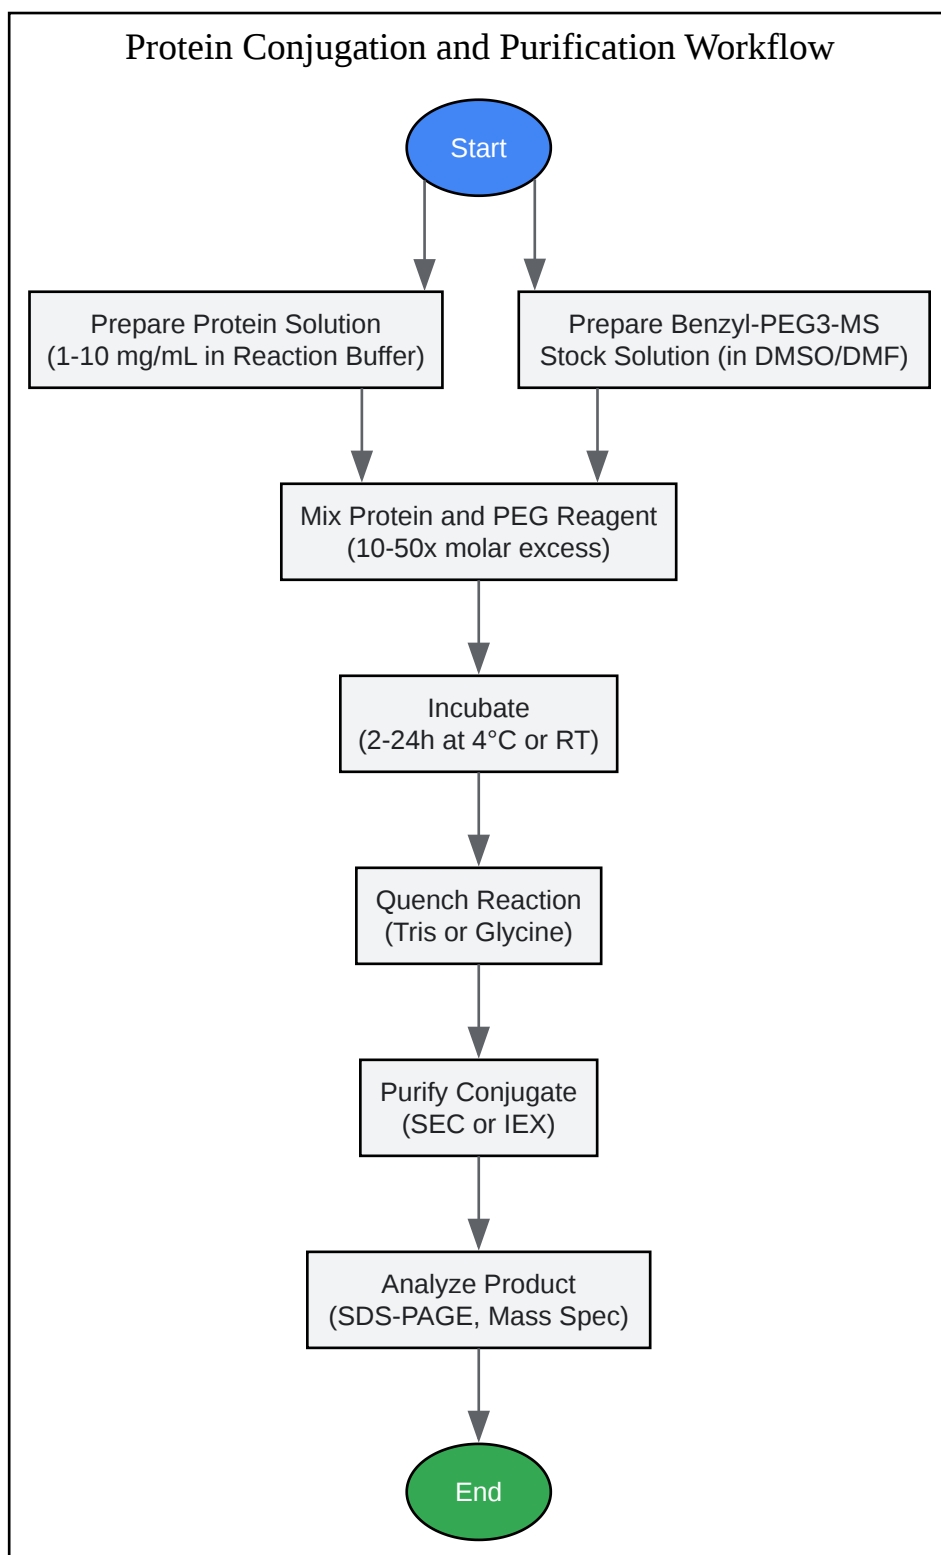 Protein Conjugation and Purification Workflow
Start
Prepare Protein Solution
(1-10 mg/mL in Reaction Buffer)
Prepare Benzyl-PEG3-MS
Stock Solution (in DMSO/DMF)
Mix Protein and PEG Reagent
(10-50x molar excess)
Incubate
(2-24h at 4°C or RT)
Quench Reaction
(Tris or Glycine)
Purify Conjugate
(SEC or IEX)
Analyze Product
(SDS-PAGE, Mass Spec)
End